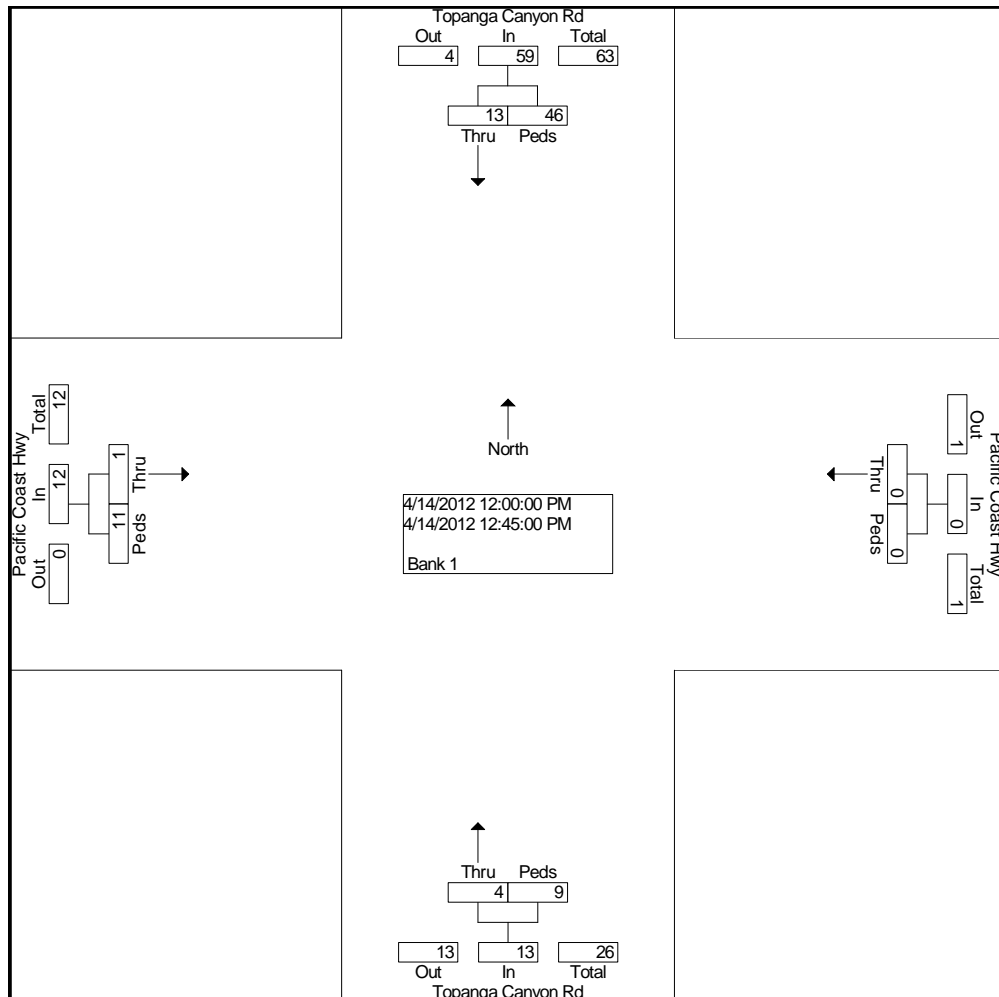 Topanga Canyon Rd
Out In Total
4 59 63
13 46
Thru Peds
Pacific Coast Hwy
Out In Total
0 12 12
11 1
Peds Thru
North
4/14/2012 12:00:00 PM
4/14/2012 12:45:00 PM
Bank 1
Thru Peds
0 0
Out In Total
1 0 1
Pacific Coast Hwy
Thru Peds
4 9
13 13 26
Out In Total
Topanga Canyon Rd